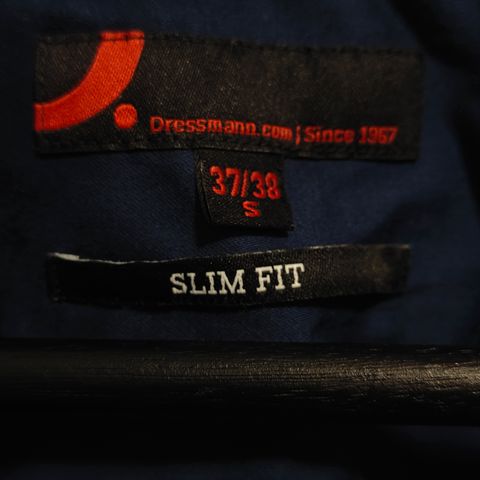 Dressmann.com | Since 1967
37/38
S
SLIM FIT